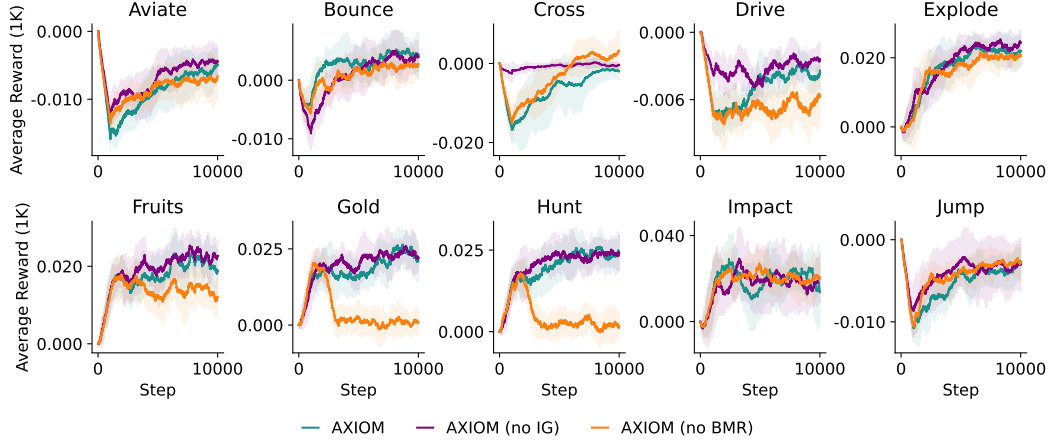 Aviate Bounce Cross Drive Explode
Average Reward (1K)
0.000 0.000 0.000 0.000 0.020
-0.010 -0.010 -0.020 -0.006 0.000
0 10000 0 10000 0 10000 0 10000 0 10000
Fruits Gold Hunt Impact Jump
Average Reward (1K)
0.020 0.025 0.025 0.040 0.000
0.000 0.000 0.000 0.000 -0.010
0 10000 0 10000 0 10000 0 10000 0 10000
Step Step Step Step Step
AXIOM AXIOM (no IG) AXIOM (no BMR)